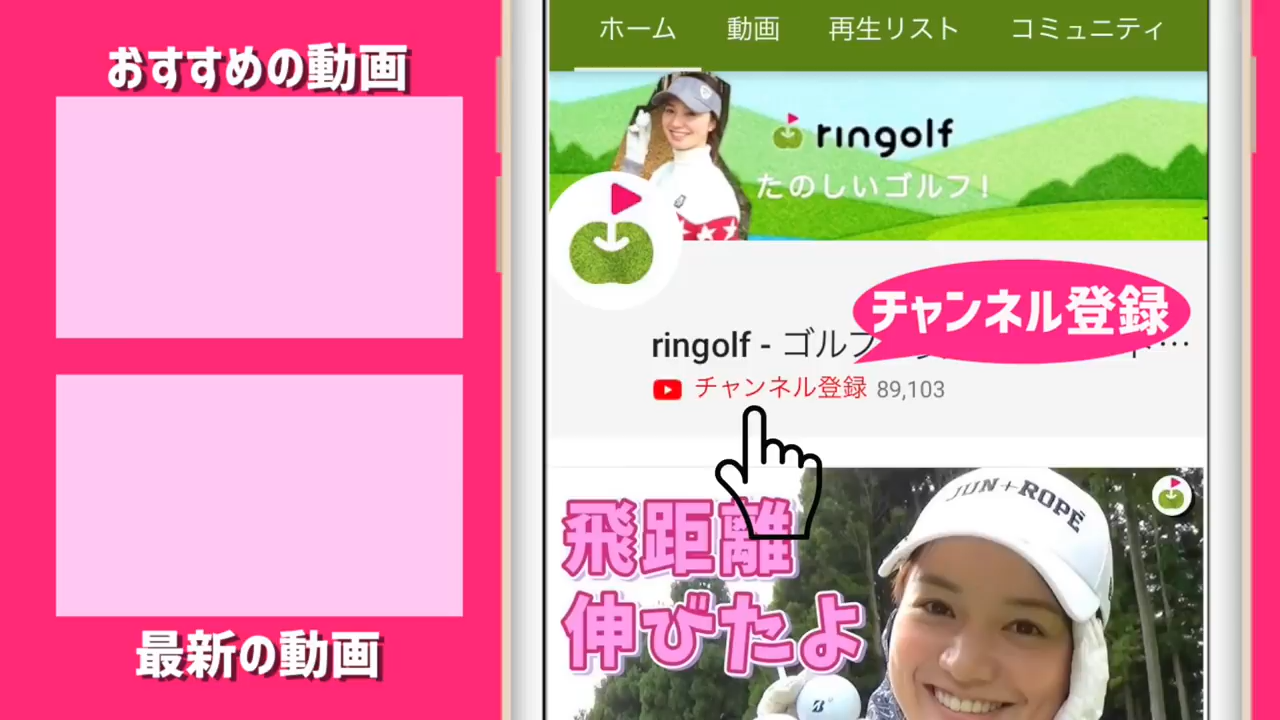 おすすめの動画
最新の動画
ホーム 動画 再生リスト コミュニティ
ringolf
たのしいゴルフ!
チャンネル登録
ringolf - ゴルフ
チャンネル登録 89,103
JUN+ROPÉ
飛距離
伸びたよ
B